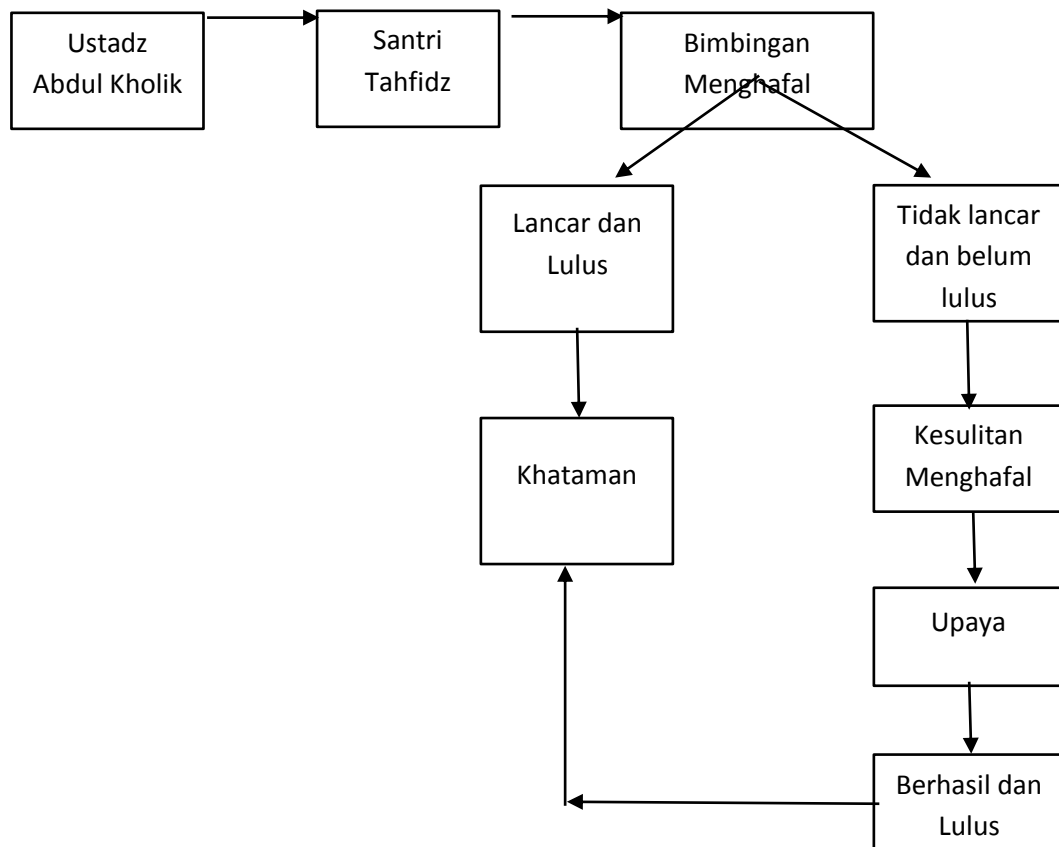 Ustadz
Abdul Kholik
Santri
Tahfidz
Bimbingan
Menghafal
Lancar dan
Lulus
Tidak lancar
dan belum
lulus
Khataman
Kesulitan
Menghafal
Upaya
Berhasil dan
Lulus